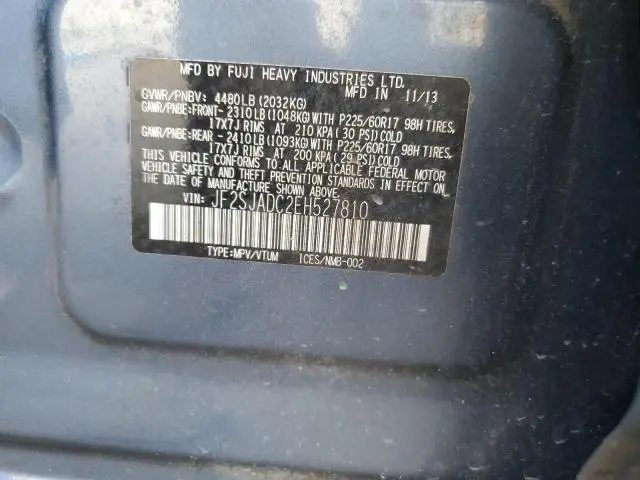 MFD BY FUJI HEAVY INDUSTRIES LTD.
MFD IN 11/13
GVWR/PNBV: 4480LB(2032KG)
GAWR/PNBE:FRONT- 2310LB(1048KG)WITH P225/60R17 98H TIRES,
17X7J RIMS AT 210 KPA(30 PSI)COLD
GAWR/PNBE:REAR - 2410LB(1093KG)WITH P225/60R17 98H TIRES,
17X7J RIMS AT 200 KPA(29 PSI)COLD
THIS VEHICLE CONFORMS TO ALL APPLICABLE FEDERAL MOTOR
VEHICLE SAFETY AND THEFT PREVENTION STANDARDS IN EFFECT
ON THE DATE OF MANUFACTURE SHOWN ABOVE.
VIN: JF2SJADC2EH527810
TYPE:MPV/VTUM ICES/NMB-002